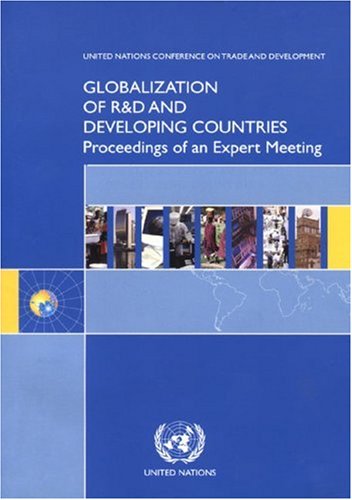 UNITED NATIONS CONFERENCE ON TRADE AND DEVELOPMENT
GLOBALIZATION
OF R&D AND
DEVELOPING COUNTRIES
Proceedings of an Expert Meeting
UNITED NATIONS